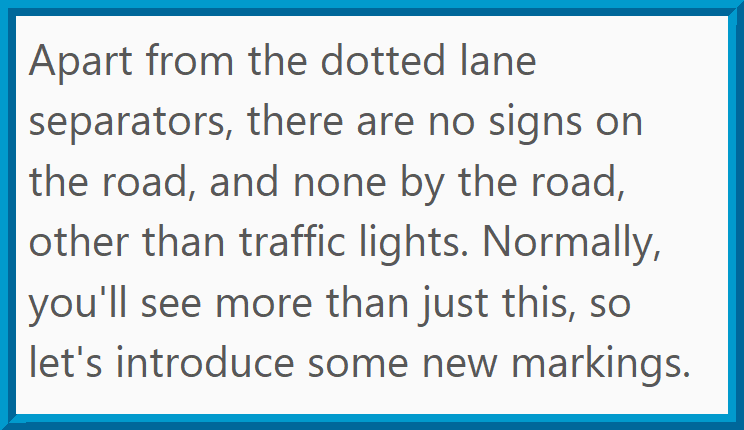 Apart from the dotted lane
separators, there are no signs on
the road, and none by the road,
other than traffic lights. Normally,
you'll see more than just this, so
let's introduce some new markings.